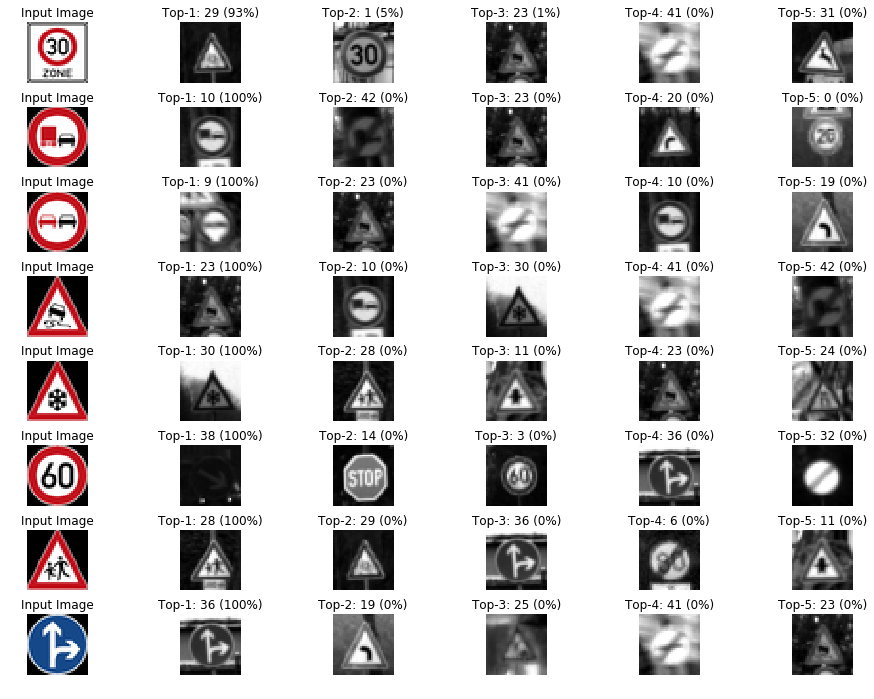 Input Image Top-1: 29 (93%) Top-2: 1 (5%) Top-3: 23 (1%) Top-4: 41 (0%) Top-5: 31 (0%)
30 30
ZONE
Input Image Top-1: 10 (100%) Top-2: 42 (0%) Top-3: 23 (0%) Top-4: 20 (0%) Top-5: 0 (0%)
20
Input Image Top-1: 9 (100%) Top-2: 23 (0%) Top-3: 41 (0%) Top-4: 10 (0%) Top-5: 19 (0%)
Input Image Top-1: 23 (100%) Top-2: 10 (0%) Top-3: 30 (0%) Top-4: 41 (0%) Top-5: 42 (0%)
Input Image Top-1: 30 (100%) Top-2: 28 (0%) Top-3: 11 (0%) Top-4: 23 (0%) Top-5: 24 (0%)
Input Image Top-1: 38 (100%) Top-2: 14 (0%) Top-3: 3 (0%) Top-4: 36 (0%) Top-5: 32 (0%)
60 STOP 60
Input Image Top-1: 28 (100%) Top-2: 29 (0%) Top-3: 36 (0%) Top-4: 6 (0%) Top-5: 11 (0%)
80
Input Image Top-1: 36 (100%) Top-2: 19 (0%) Top-3: 25 (0%) Top-4: 41 (0%) Top-5: 23 (0%)